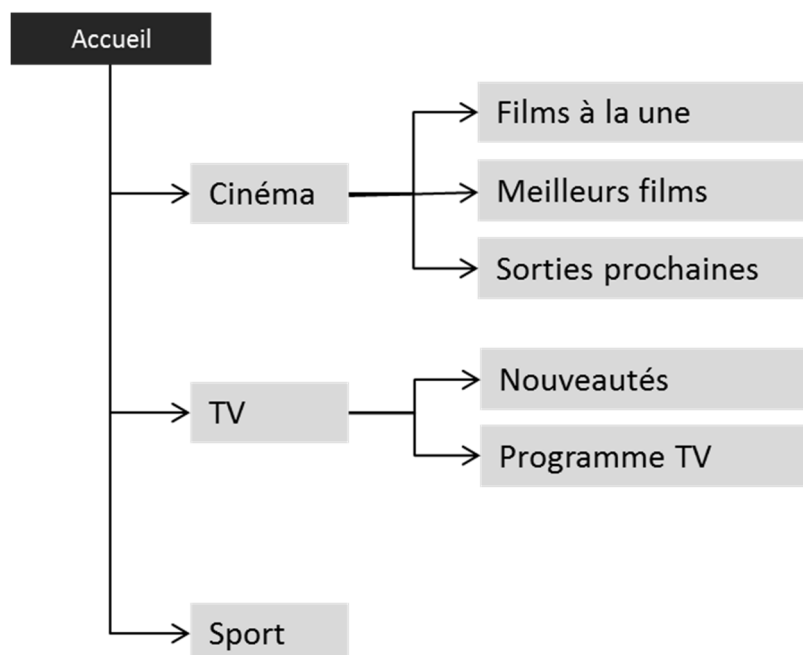 Accueil
Cinéma
Films à la une
Meilleurs films
Sorties prochaines
TV
Nouveautés
Programme TV
Sport